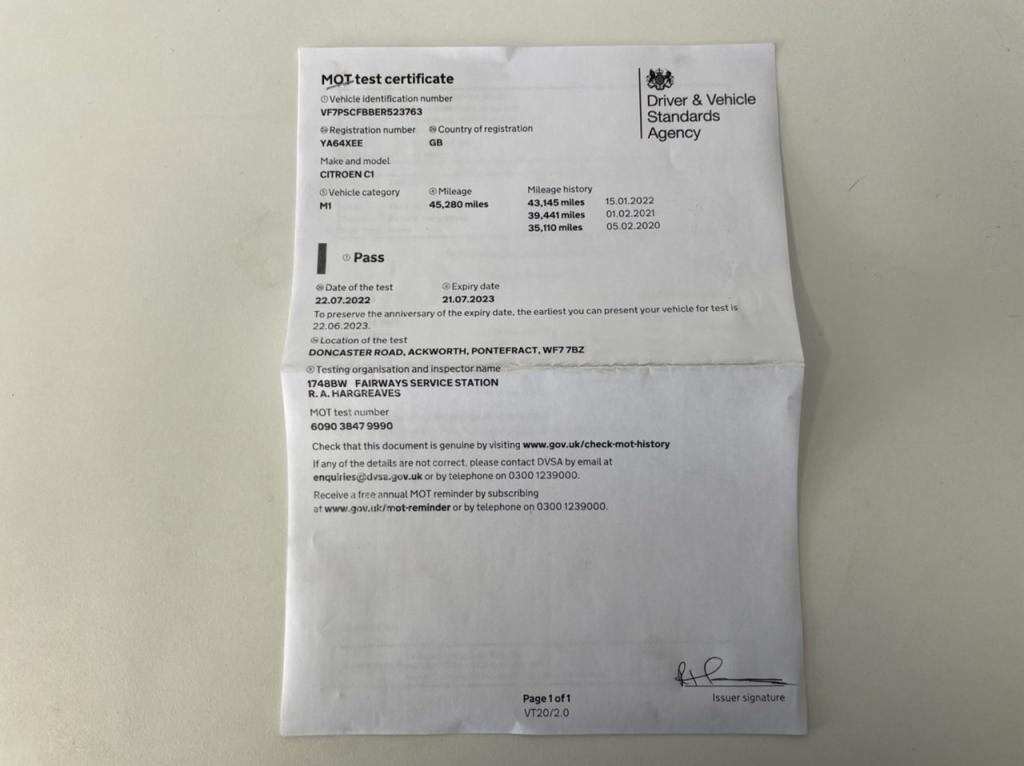 MOT test certificate
Driver & Vehicle
Standards
Agency
① Vehicle identification number
VF7PSCFBBER523763
Registration number Country of registration
YA64XEE GB
Make and model
CITROEN C1
⑤ Vehicle category ④ Mileage Mileage history
M1 45,280 miles 43,145 miles 15.01.2022
39,441 miles 01.02.2021
35,110 miles 05.02.2020
⑦ Pass
Date of the test Expiry date
22.07.2022 21.07.2023
To preserve the anniversary of the expiry date, the earliest you can present your vehicle for test is
22.06.2023.
Location of the test
DONCASTER ROAD, ACKWORTH, PONTEFRACT, WF7 7BZ
Testing organisation and inspector name
1748BW FAIRWAYS SERVICE STATION
R. A. HARGREAVES
MOT test number
6090 3847 9990
Check that this document is genuine by visiting www.gov.uk/check-mot-history
If any of the details are not correct, please contact DVSA by email at
enquiries@dvsa.gov.uk or by telephone on 0300 1239000.
Receive a free annual MOT reminder by subscribing
at www.gov.uk/mot-reminder or by telephone on 0300 1239000.
Issuer signature
Page 1 of 1
VT20/2.0